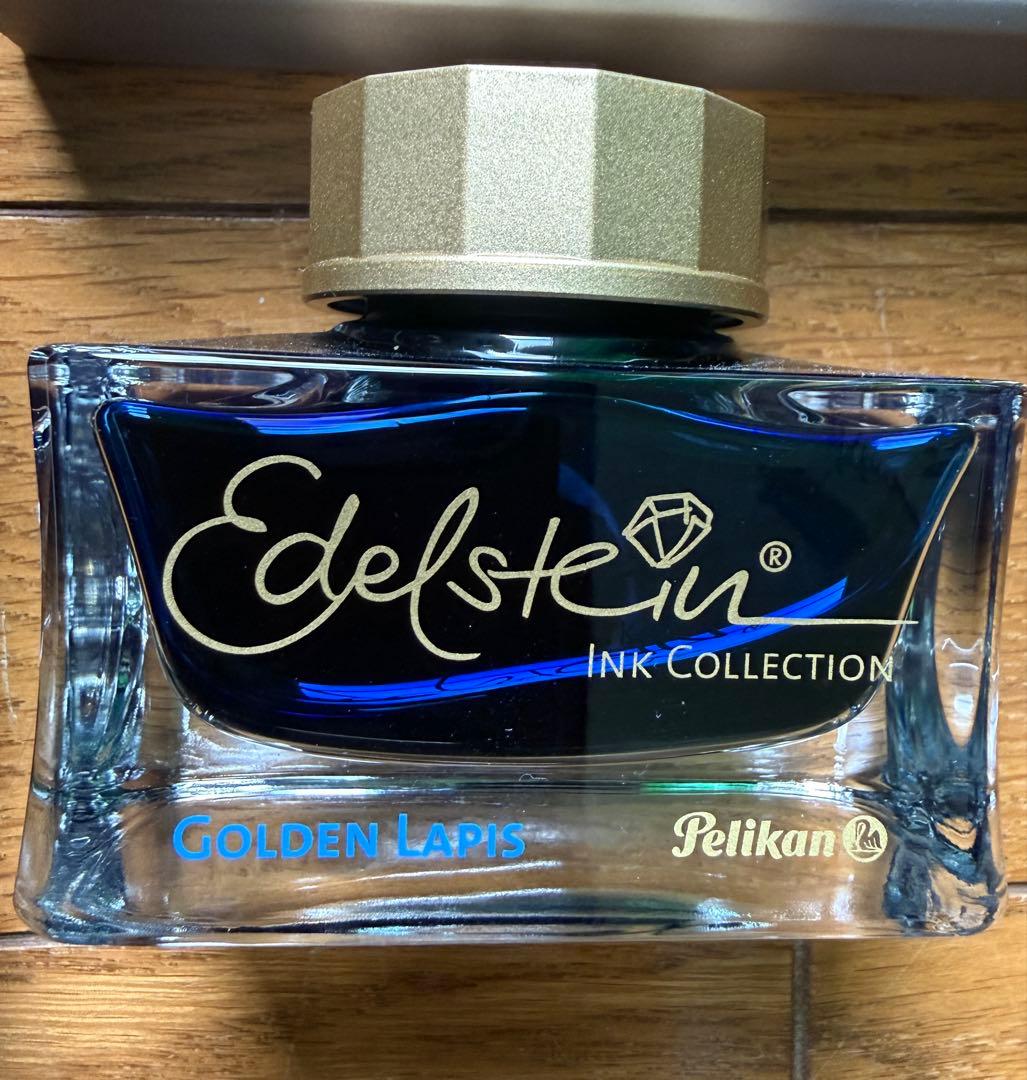 Edelstein®
INK COLLECTION
GOLDEN LAPIS
Pelikan